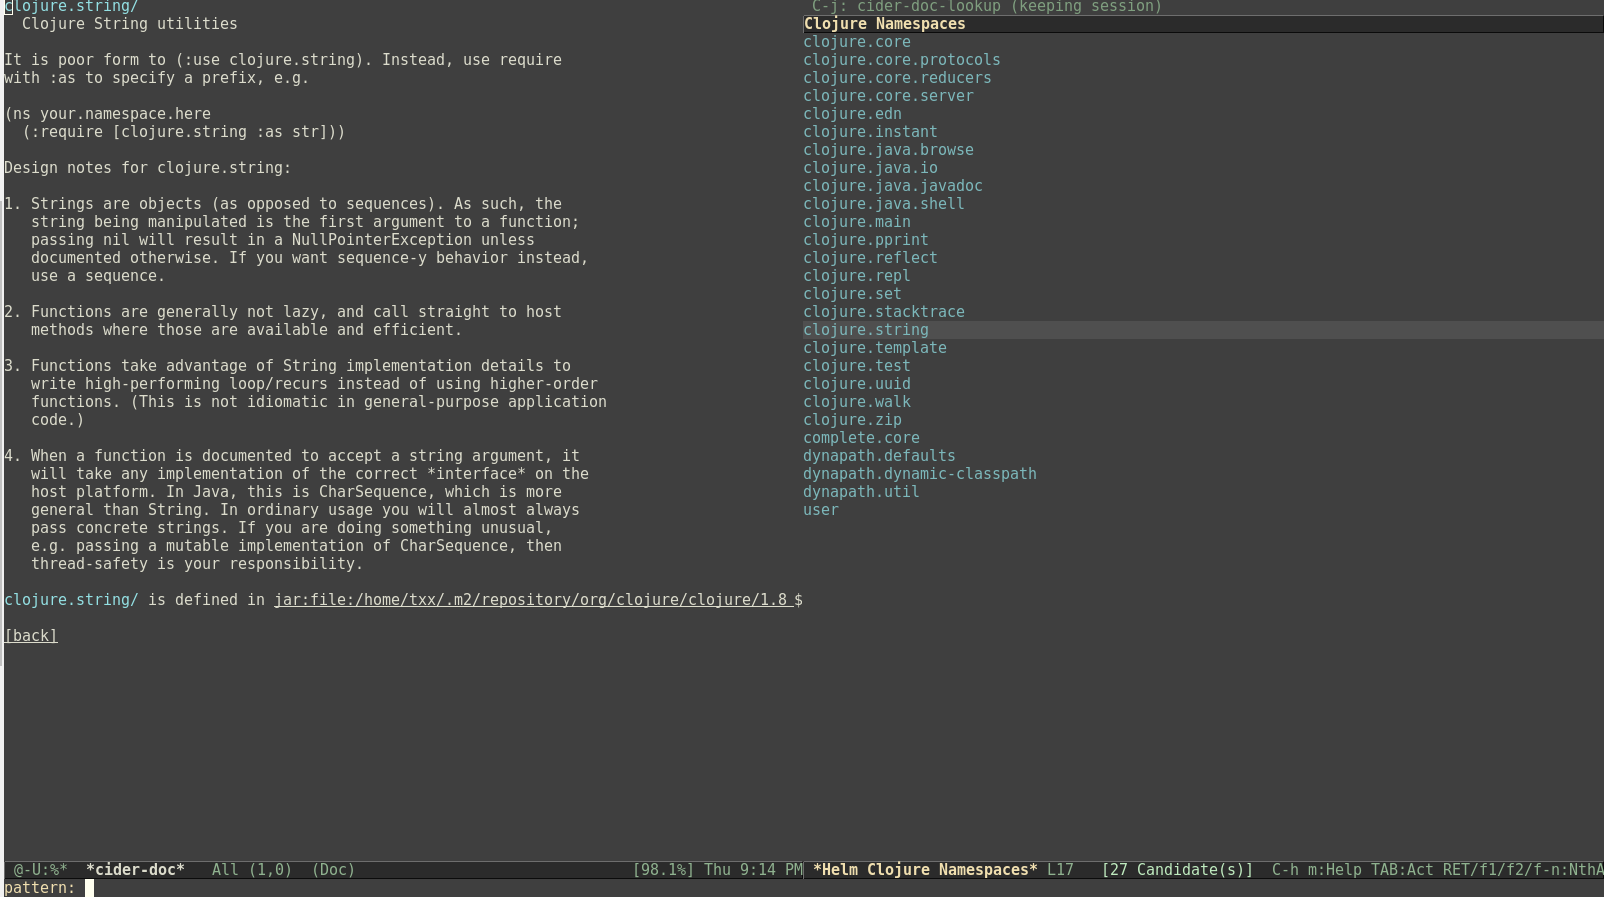 clojure.string/
  Clojure String utilities

It is poor form to (:use clojure.string). Instead, use require
with :as to specify a prefix, e.g.

(ns your.namespace.here
  (:require [clojure.string :as str]))

Design notes for clojure.string:

1. Strings are objects (as opposed to sequences). As such, the
   string being manipulated is the first argument to a function;
   passing nil will result in a NullPointerException unless
   documented otherwise. If you want sequence-y behavior instead,
   use a sequence.

2. Functions are generally not lazy, and call straight to host
   methods where those are available and efficient.

3. Functions take advantage of String implementation details to
   write high-performing loop/recurs instead of using higher-order
   functions. (This is not idiomatic in general-purpose application
   code.)

4. When a function is documented to accept a string argument, it
   will take any implementation of the correct *interface* on the
   host platform. In Java, this is CharSequence, which is more
   general than String. In ordinary usage you will almost always
   pass concrete strings. If you are doing something unusual,
   e.g. passing a mutable implementation of CharSequence, then
   thread-safety is your responsibility.

clojure.string/ is defined in jar:file:/home/txx/.m2/repository/org/clojure/clojure/1.8 $

[back]
@-U:%*  *cider-doc*   All (1,0)  (Doc)   [98.1%] Thu 9:14 PM
C-j: cider-doc-lookup (keeping session)
Clojure Namespaces
clojure.core
clojure.core.protocols
clojure.core.reducers
clojure.core.server
clojure.edn
clojure.instant
clojure.java.browse
clojure.java.io
clojure.java.javadoc
clojure.java.shell
clojure.main
clojure.pprint
clojure.reflect
clojure.repl
clojure.set
clojure.stacktrace
clojure.string
clojure.template
clojure.test
clojure.uuid
clojure.walk
clojure.zip
complete.core
dynapath.defaults
dynapath.dynamic-classpath
dynapath.util
user
*Helm Clojure Namespaces* L17   [27 Candidate(s)]  C-h m:Help TAB:Act RET/f1/f2/f-n:NthA
pattern: